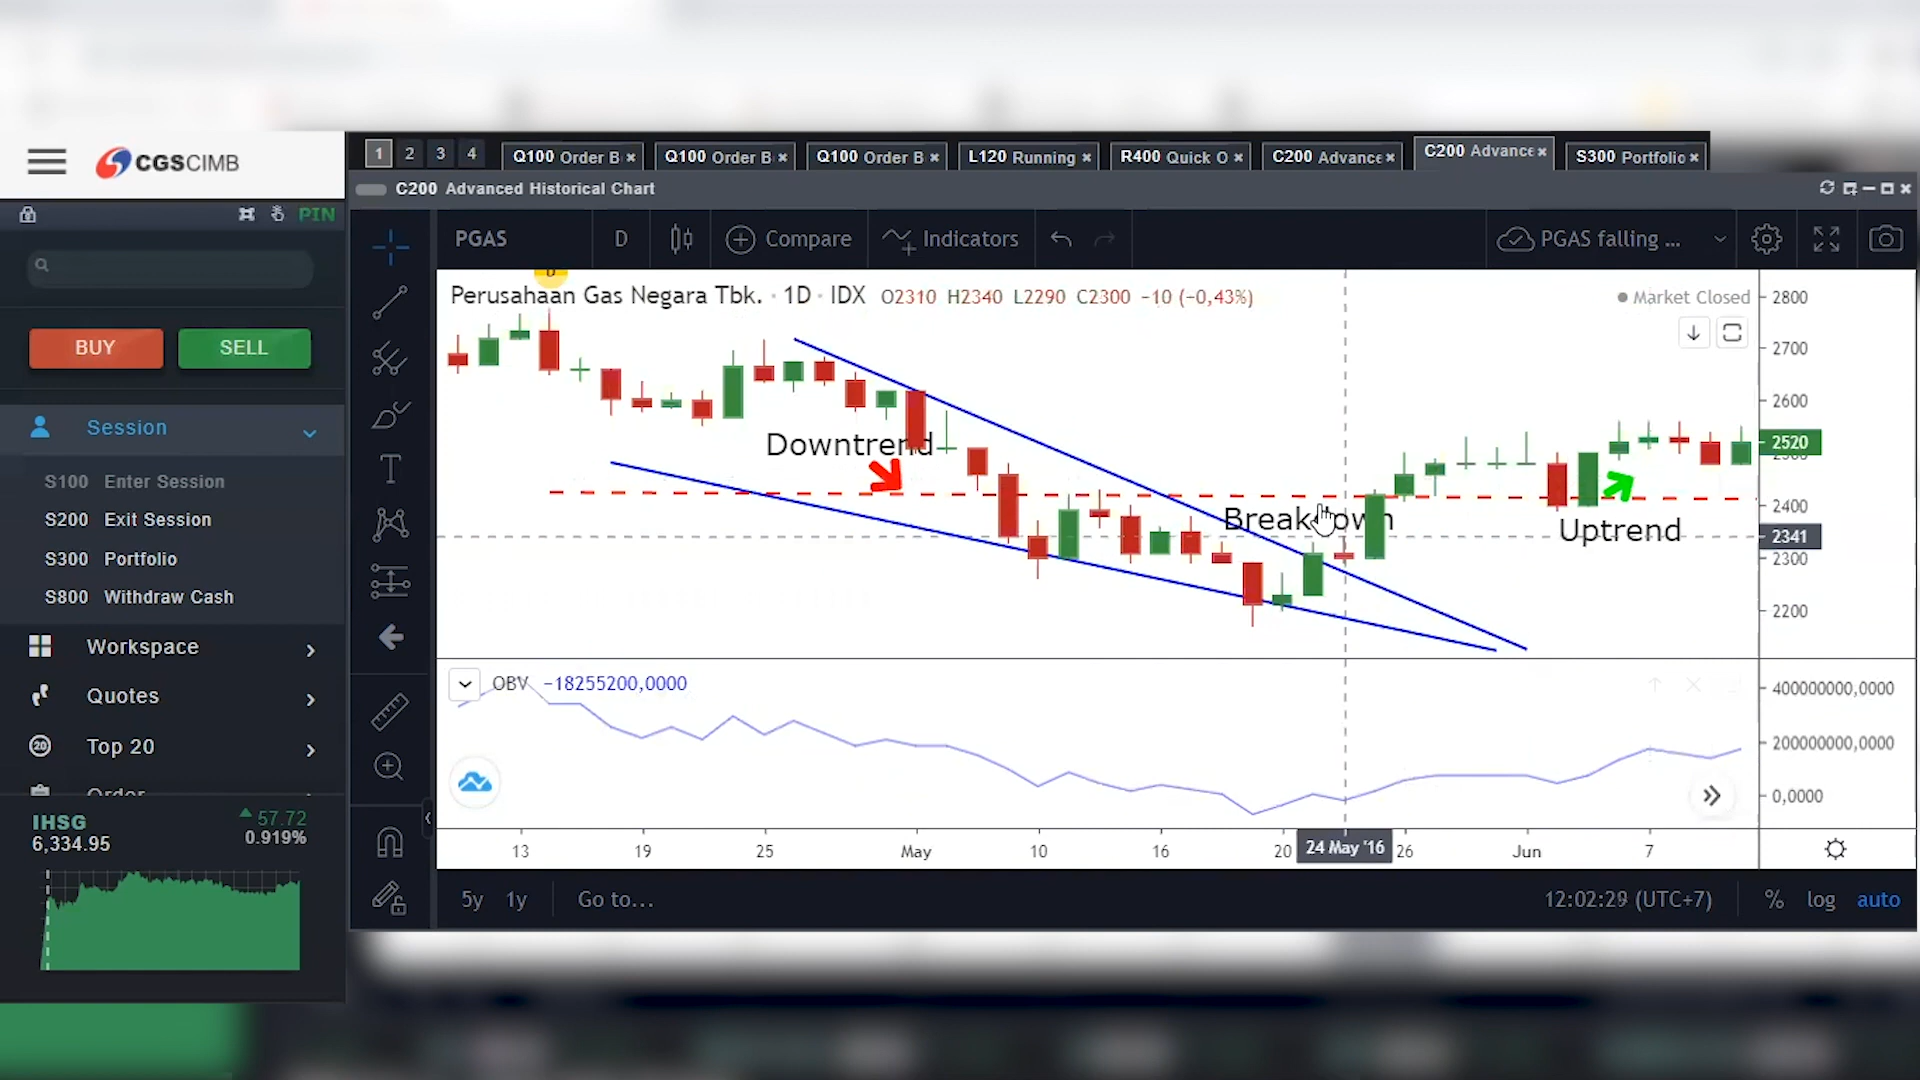 CGSCIMB
1 2 3 4 Q100 Order B × Q100 Order B × Q100 Order B × L120 Running × R400 Quick O × C200 Advance × C200 Advance × S300 Portfolio ×
C200 Advanced Historical Chart
PIN
PGAS D Compare Indicators PGAS falling ...
BUY SELL
Session
S100 Enter Session
S200 Exit Session
S300 Portfolio
S800 Withdraw Cash
Workspace
Quotes
20 Top 20
Order
IHSG 57.72
6,334.95 0.919%
Perusahaan Gas Negara Tbk. · 1D · IDX O2310 H2340 L2290 C2300 −10 (−0,43%)
Market Closed
2800
2700
2600
2520
2400
2341
2300
2200
Downtrend
Breakdown
Uptrend
OBV −18255200,0000
400000000,0000
200000000,0000
0,0000
13 19 25 May 10 16 20 24 May '16 26 Jun 7
5y 1y Go to... 12:02:29 (UTC+7) % log auto